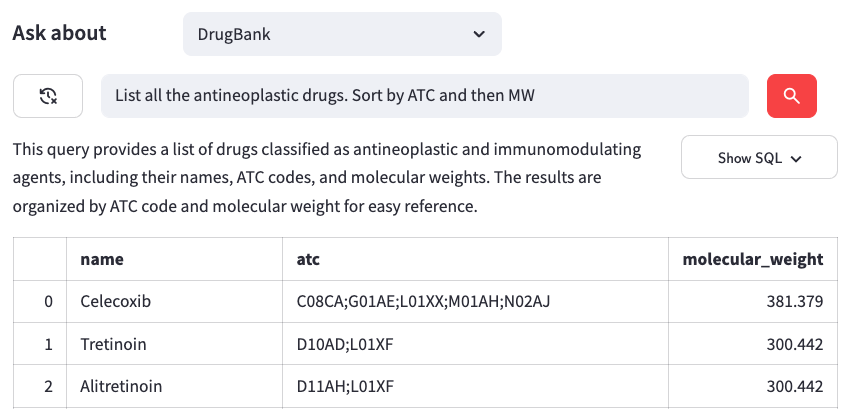 Ask about
DrugBank
List all the antineoplastic drugs. Sort by ATC and then MW
This query provides a list of drugs classified as antineoplastic and immunomodulating
agents, including their names, ATC codes, and molecular weights. The results are
organized by ATC code and molecular weight for easy reference.
Show SQL
name atc molecular_weight
0 Celecoxib C08CA;G01AE;L01XX;M01AH;N02AJ 381.379
1 Tretinoin D10AD;L01XF 300.442
2 Alitretinoin D11AH;L01XF 300.442